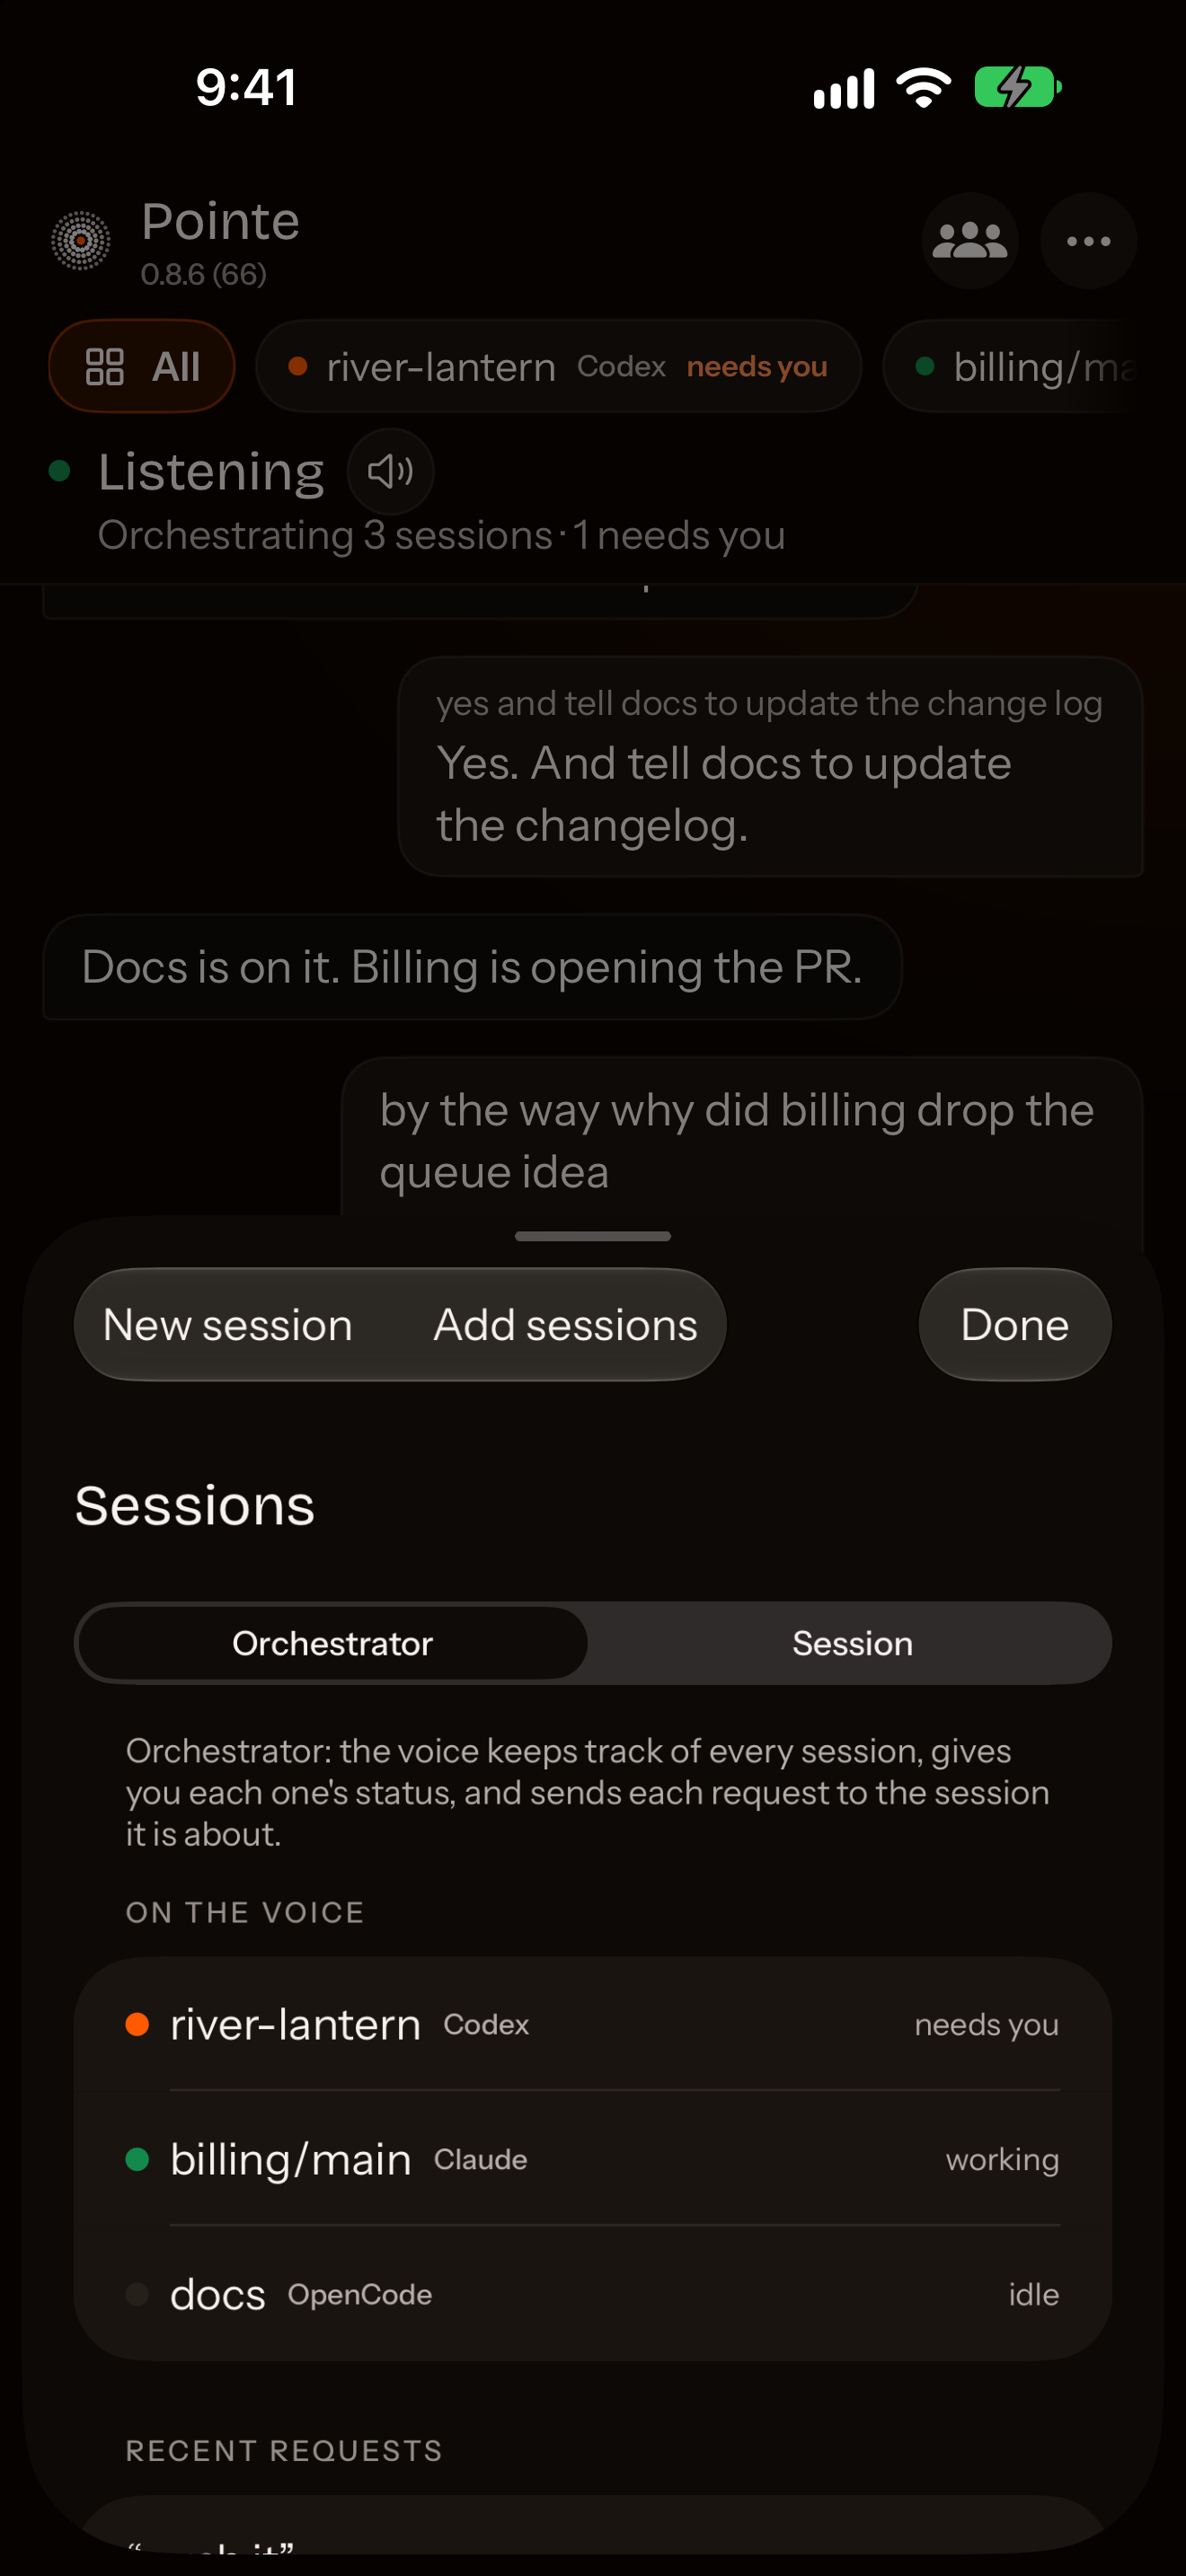 9:41
Pointe
0.8.6 (66)
All
river-lantern Codex needs you
billing/ma
Listening
Orchestrating 3 sessions · 1 needs you
yes and tell docs to update the change log
Yes. And tell docs to update
the changelog.
Docs is on it. Billing is opening the PR.
by the way why did billing drop the
queue idea
New session
Add sessions
Done
Sessions
Orchestrator
Session
Orchestrator: the voice keeps track of every session, gives
you each one's status, and sends each request to the session
it is about.
ON THE VOICE
river-lantern Codex needs you
billing/main Claude working
docs OpenCode idle
RECENT REQUESTS